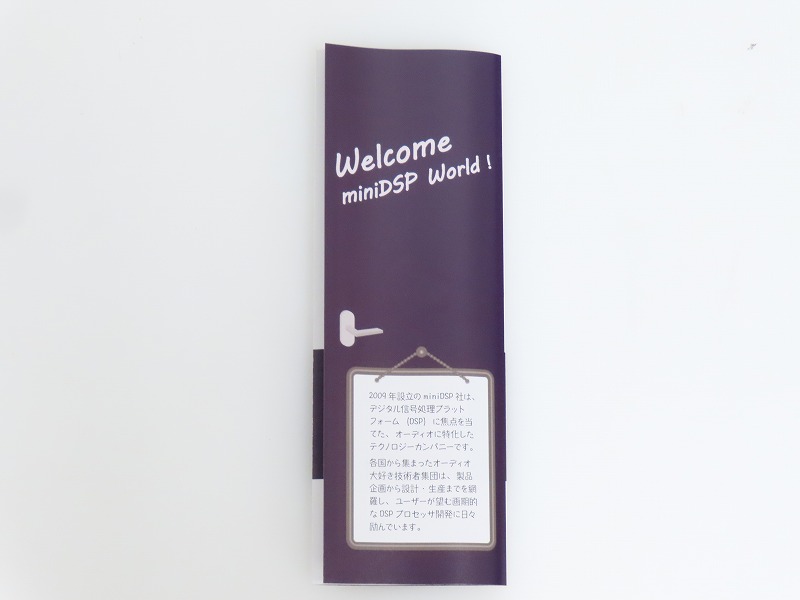 Welcome
miniDSP World !
2009 年設立の miniDSP 社は、
デジタル信号処理プラット
フォーム (DSP) に焦点を当
てた、オーディオに特化した
テクノロジーカンパニーです。
各国から集まったオーディオ
大好き技術者集団は、製品
企画から設計・生産までを網
羅し、ユーザーが望む画期的
な DSP プロセッサ開発に日々
励んでいます。